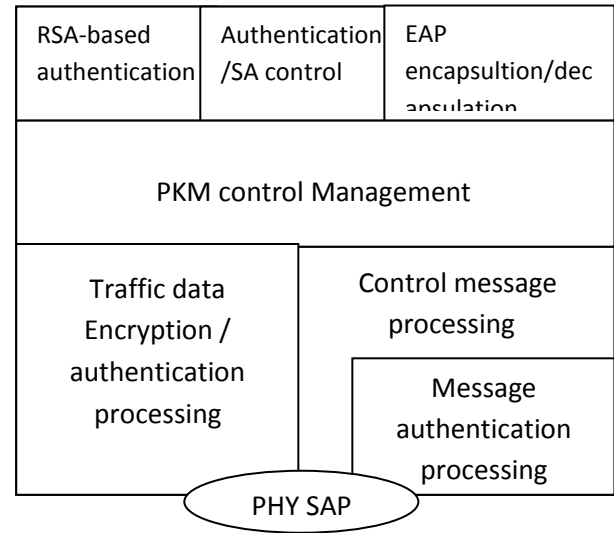 RSA-based
authentication
Authentication
/SA control
EAP
encapsultion/dec
apsulation
PKM control Management
Traffic data
Encryption /
authentication
processing
Control message
processing
Message
authentication
processing
PHY SAP